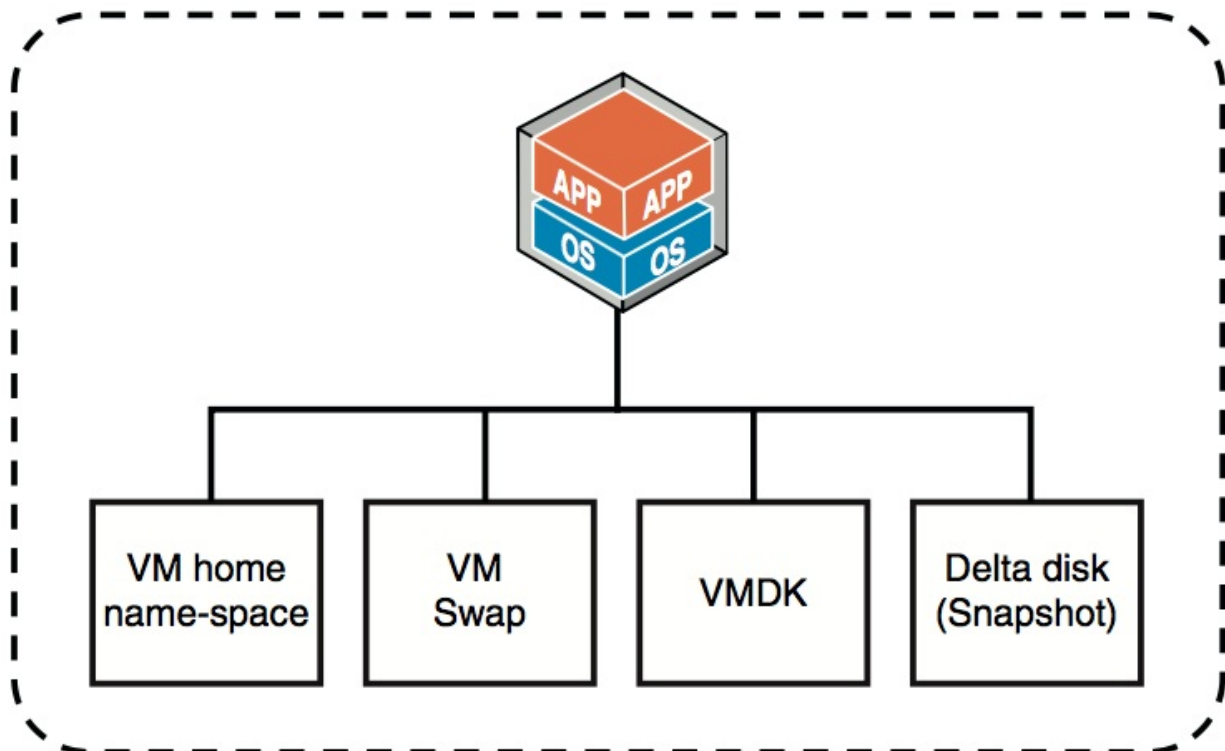 APP APP
OS OS
VM home
name-space
VM
Swap
VMDK
Delta disk
(Snapshot)